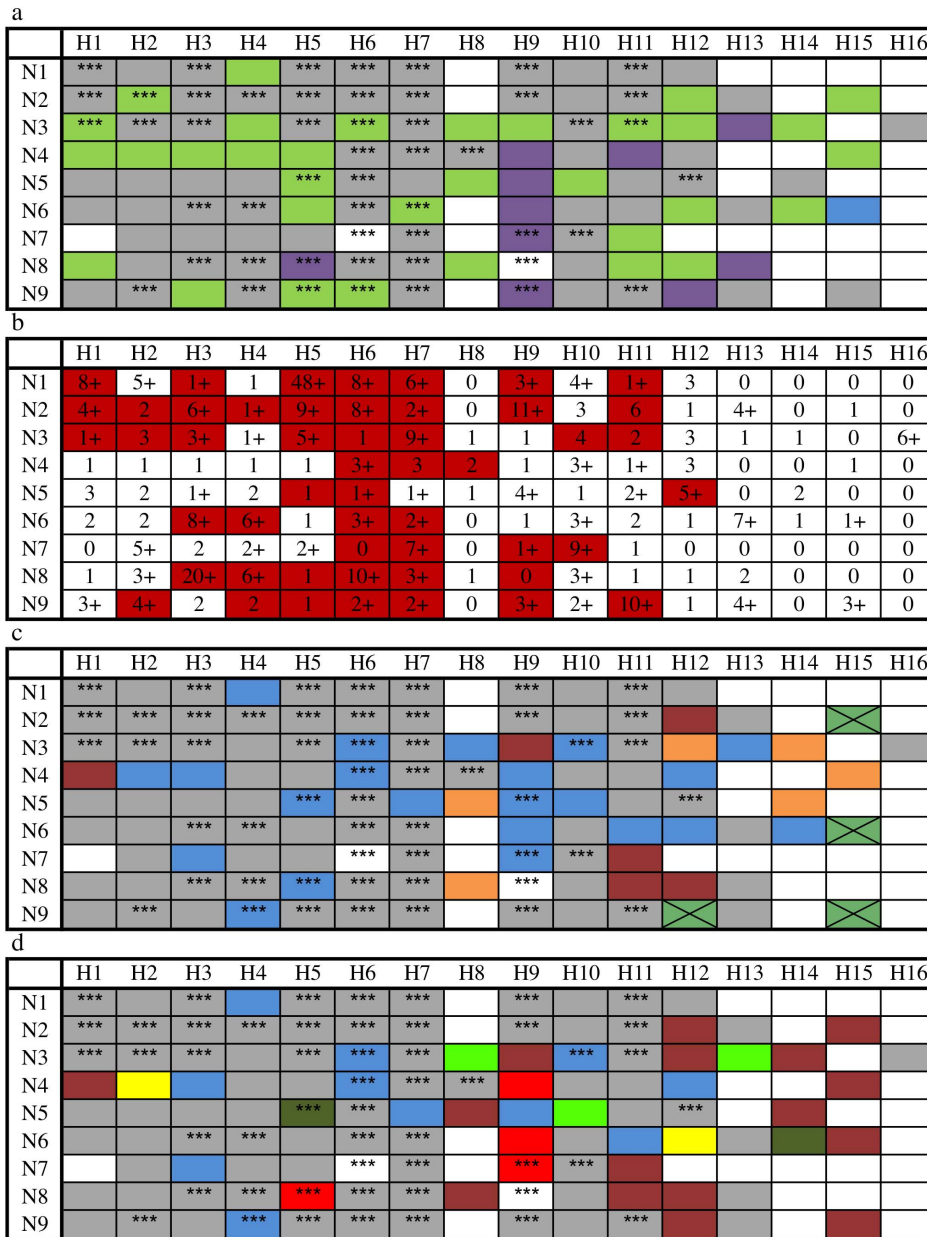 a
H1 H2 H3 H4 H5 H6 H7 H8 H9 H10 H11 H12 H13 H14 H15 H16
N1 *** *** *** *** *** *** ***
N2 *** *** *** *** *** *** *** *** ***
N3 *** *** *** *** *** *** *** ***
N4 *** *** ***
N5 *** *** ***
N6 *** *** *** ***
N7 *** *** *** ***
N8 *** *** *** *** *** ***
N9 *** *** *** *** *** *** ***
b
H1 H2 H3 H4 H5 H6 H7 H8 H9 H10 H11 H12 H13 H14 H15 H16
N1 8+ 5+ 1+ 1 48+ 8+ 6+ 0 3+ 4+ 1+ 3 0 0 0 0
N2 4+ 2 6+ 1+ 9+ 8+ 2+ 0 11+ 3 6 1 4+ 0 1 0
N3 1+ 3 3+ 1+ 5+ 1 9+ 1 1 4 2 3 1 1 0 6+
N4 1 1 1 1 1 3+ 3 2 1 3+ 1+ 3 0 0 1 0
N5 3 2 1+ 2 1 1+ 1+ 1 4+ 1 2+ 5+ 0 2 0 0
N6 2 2 8+ 6+ 1 3+ 2+ 0 1 3+ 2 1 7+ 1 1+ 0
N7 0 5+ 2 2+ 2+ 0 7+ 0 1+ 9+ 1 0 0 0 0 0
N8 1 3+ 20+ 6+ 1 10+ 3+ 1 0 3+ 1 1 2 0 0 0
N9 3+ 4+ 2 2 1 2+ 2+ 0 3+ 2+ 10+ 1 4+ 0 3+ 0
c
H1 H2 H3 H4 H5 H6 H7 H8 H9 H10 H11 H12 H13 H14 H15 H16
N1 *** *** *** *** *** *** ***
N2 *** *** *** *** *** *** *** *** ***
N3 *** *** *** *** *** *** *** ***
N4 *** *** ***
N5 *** *** *** ***
N6 *** *** *** ***
N7 *** *** *** ***
N8 *** *** *** *** *** ***
N9 *** *** *** *** *** *** ***
d
H1 H2 H3 H4 H5 H6 H7 H8 H9 H10 H11 H12 H13 H14 H15 H16
N1 *** *** *** *** *** *** ***
N2 *** *** *** *** *** *** *** *** ***
N3 *** *** *** *** *** *** *** ***
N4 *** *** ***
N5 *** *** ***
N6 *** *** *** ***
N7 *** *** *** ***
N8 *** *** *** *** *** ***
N9 *** *** *** *** *** *** ***